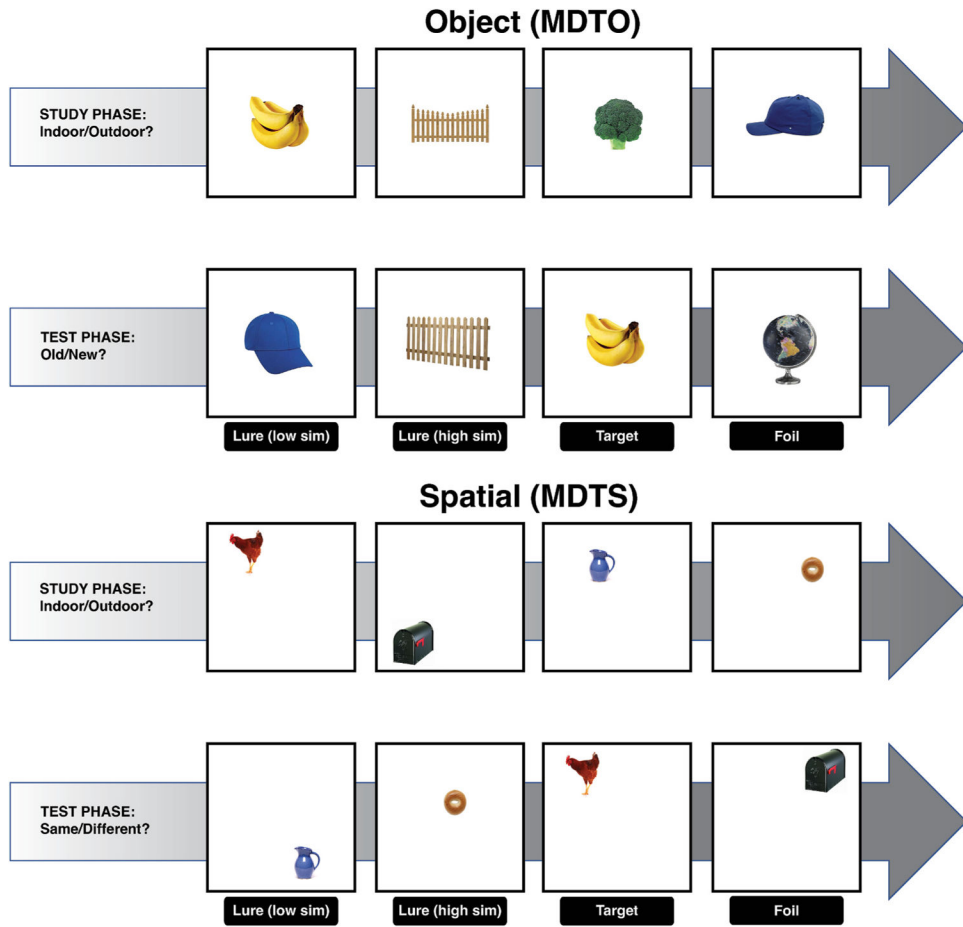 Object (MDTO)
STUDY PHASE:
Indoor/Outdoor?
TEST PHASE:
Old/New?
Lure (low sim)
Lure (high sim)
Target
Foil
Spatial (MDTS)
STUDY PHASE:
Indoor/Outdoor?
TEST PHASE:
Same/Different?
Lure (low sim)
Lure (high sim)
Target
Foil